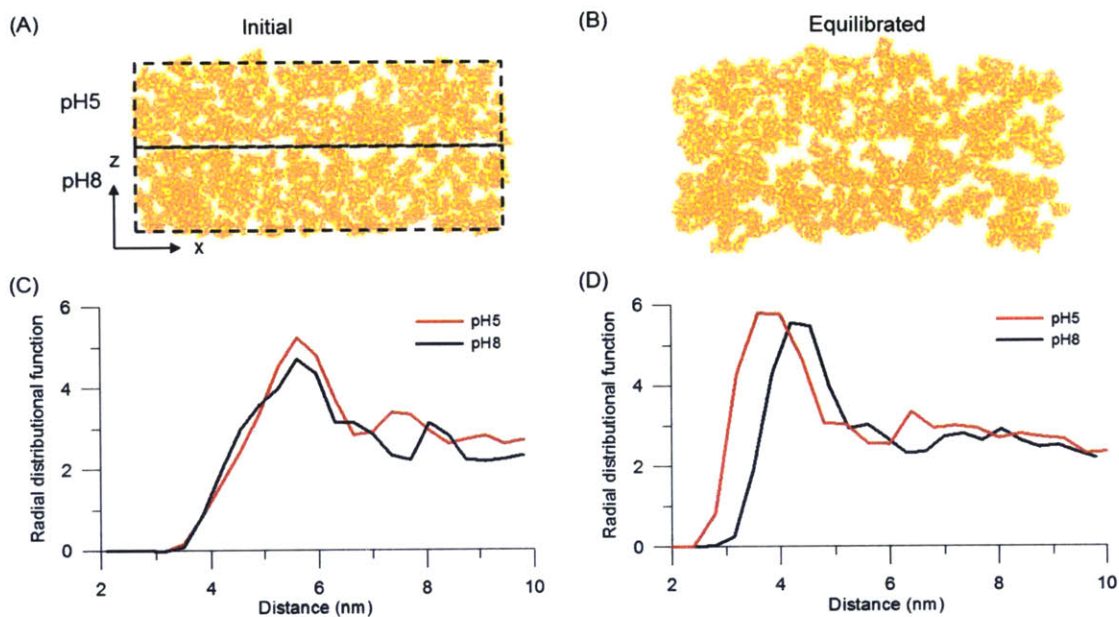 (A)
Initial
pH5
pH8
z
x
(B)
Equilibrated
(C)
Radial distributional function
6
4
2
0
2
4
6
8
10
Distance (nm)
pH5
pH8
(D)
Radial distributional function
6
4
2
0
2
4
6
8
10
Distance (nm)
pH5
pH8